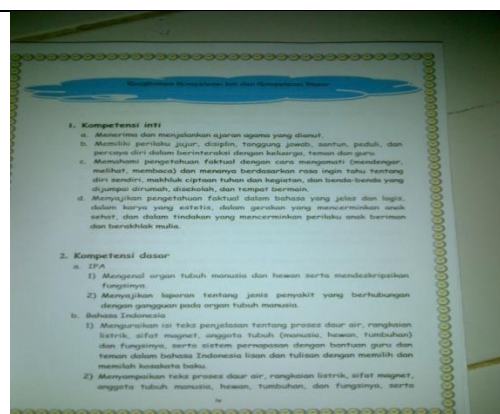 Rangkuman Kompetensi Inti dan Kompetensi Dasar
1. Kompetensi inti
a. Menerima dan menjalankan ajaran agama yang dianut.
b. Memiliki perilaku jujur, disiplin, tanggung jawab, santun, peduli, dan
percaya diri dalam berinteraksi dengan keluarga, teman dan guru
c. Memahami pengetahuan faktual dengan cara mengamati (mendengar,
melihat, membaca) dan menanya berdasarkan rasa ingin tahu tentang
diri sendiri, makhluk ciptaan tuhan dan kegiatan, dan benda-benda yang
dijumpai dirumah, disekolah, dan tempat bermain.
d. Menyajikan pengetahuan faktual dalam bahasa yang jelas dan logis,
dalam karya yang estetis, dalam gerakan yang mencerminkan anak
sehat, dan dalam tindakan yang mencerminkan perilaku anak beriman
dan berakhlak mulia.
2. Kompetensi dasar
a. IPA
1) Mengenal organ tubuh manusia dan hewan serta mendeskripsikan
fungsinya.
2) Menyajikan laporan tentang jenis penyakit yang berhubungan
dengan gangguan pada organ tubuh manusia.
b. Bahasa Indonesia
1) Menguraikan isi teks penjelasan tentang proses daur air, rangkaian
listrik, sifat magnet, anggota tubuh (manusia, hewan, tumbuhan)
dan fungsinya, serta sistem pernapasan dengan bantuan guru dan
teman dalam bahasa Indonesia lisan dan tulisan dengan memilih dan
memilah kosakata baku.
2) Menyampaikan teks proses daur air, rangkaian listrik, sifat magnet,
anggota tubuh manusia, hewan, tumbuhan, dan fungsinya, serta